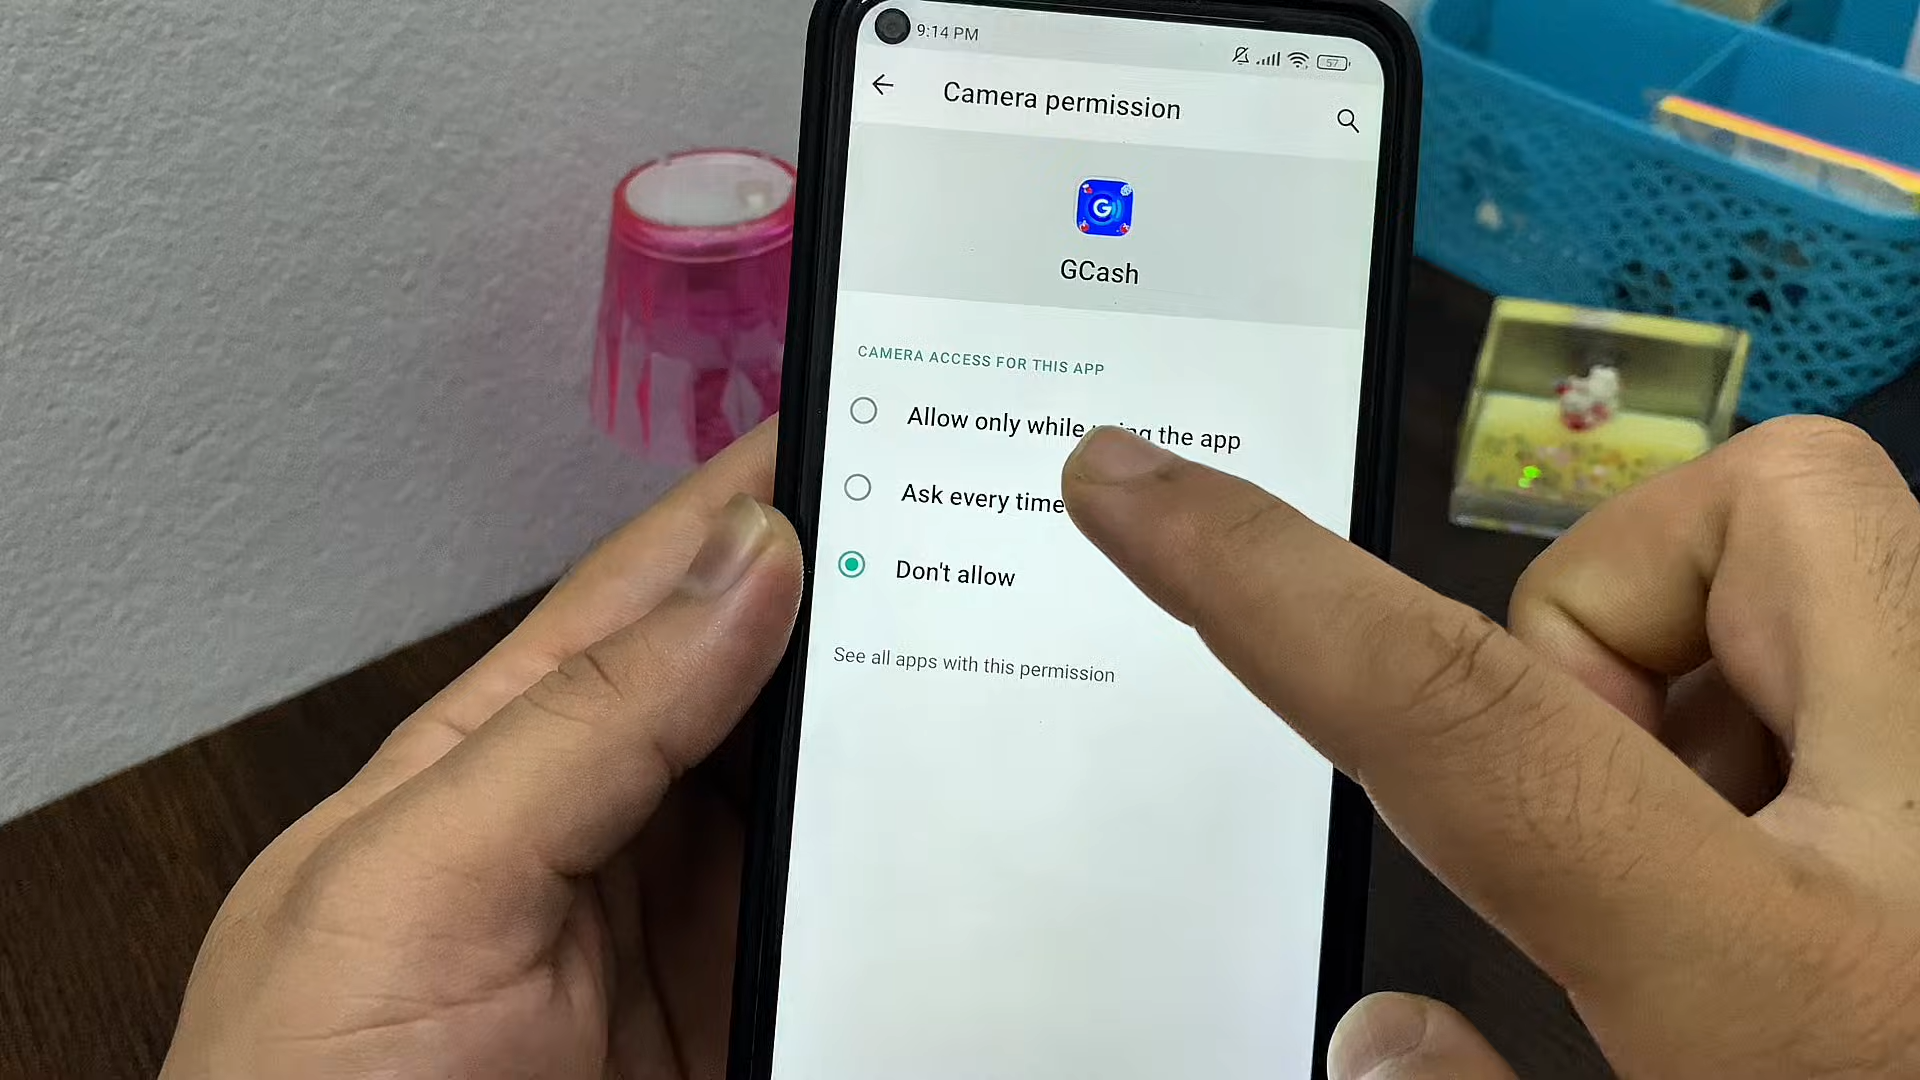 9:14 PM
57
Camera permission
G
GCash
CAMERA ACCESS FOR THIS APP
Allow only while the app
Ask every time
Don't allow
See all apps with this permission